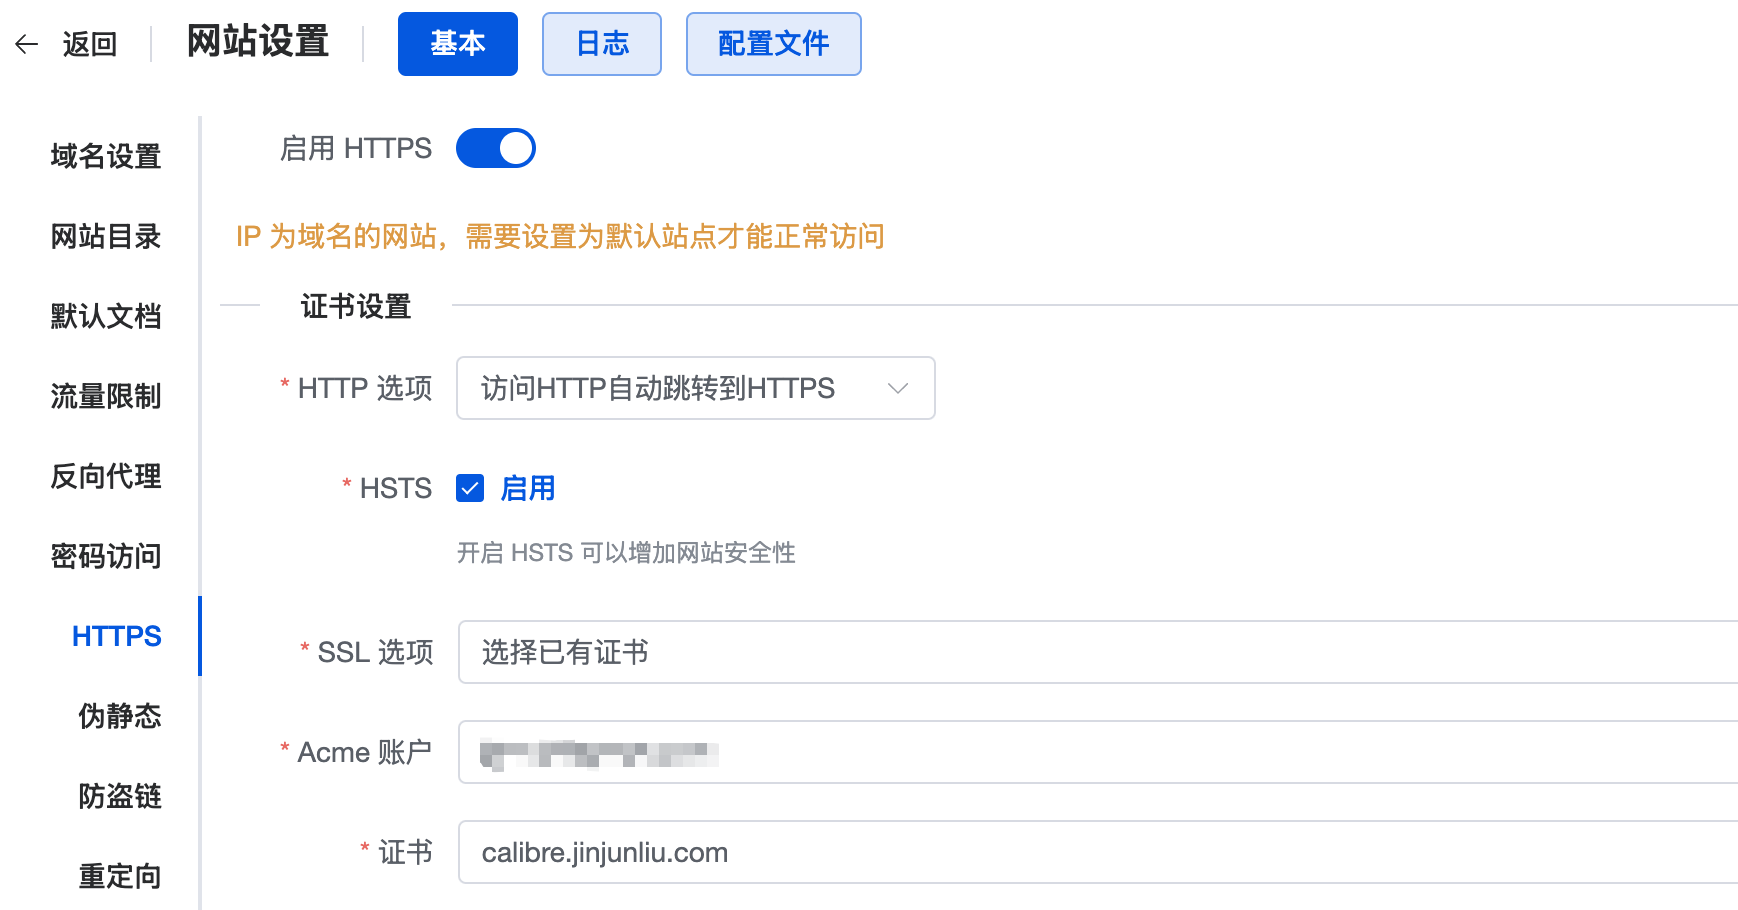 返回
网站设置
基本
日志
配置文件
域名设置
网站目录
默认文档
流量限制
反向代理
密码访问
HTTPS
伪静态
防盗链
重定向
启用 HTTPS
IP 为域名的网站，需要设置为默认站点才能正常访问
证书设置
* HTTP 选项
访问HTTP自动跳转到HTTPS
* HSTS
启用
开启 HSTS 可以增加网站安全性
* SSL 选项
选择已有证书
* Acme 账户
* 证书
calibre.jinjunliu.com